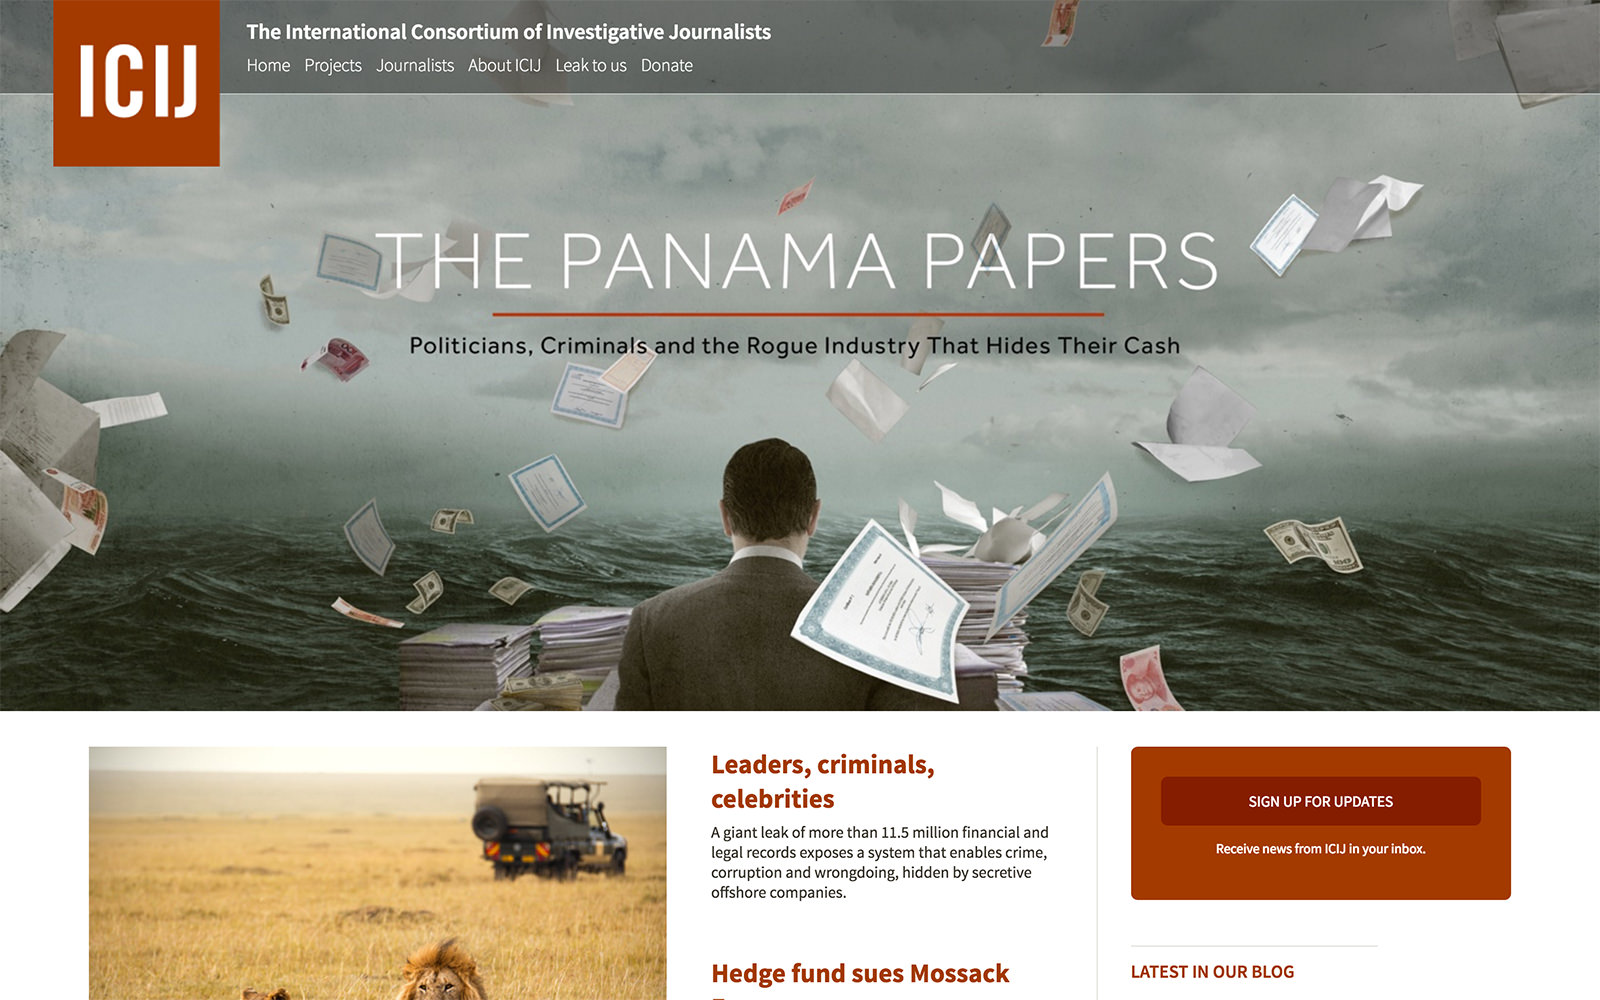 ICIJ
The International Consortium of Investigative Journalists
Home Projects Journalists About ICIJ Leak to us Donate
THE PANAMA PAPERS
Politicians, Criminals and the Rogue Industry That Hides Their Cash
Leaders, criminals,
celebrities
A giant leak of more than 11.5 million financial and
legal records exposes a system that enables crime,
corruption and wrongdoing, hidden by secretive
offshore companies.
Hedge fund sues Mossack
SIGN UP FOR UPDATES
Receive news from ICIJ in your inbox.
LATEST IN OUR BLOG